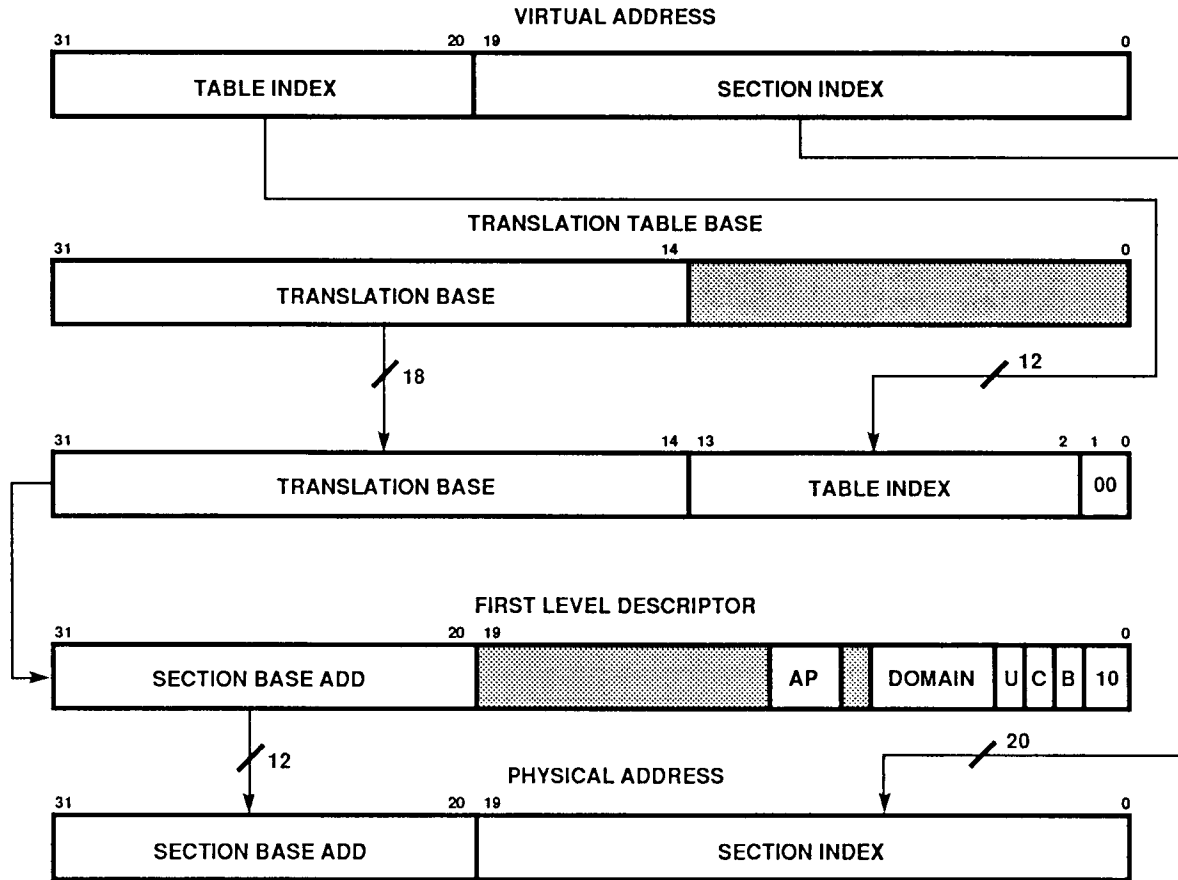 VIRTUAL ADDRESS
31 20 19 0
TABLE INDEX SECTION INDEX
TRANSLATION TABLE BASE
31 14 0
TRANSLATION BASE
18 12
31 14 13 2 1 0
TRANSLATION BASE TABLE INDEX 00
FIRST LEVEL DESCRIPTOR
31 20 19 0
SECTION BASE ADD AP DOMAIN U C B 10
12 20
PHYSICAL ADDRESS
31 20 19 0
SECTION BASE ADD SECTION INDEX